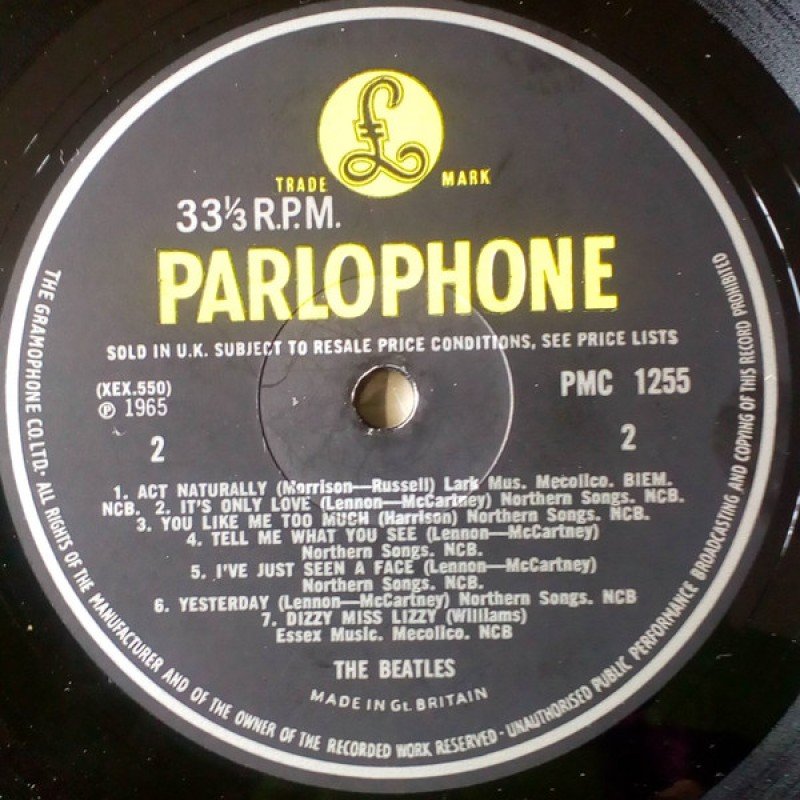 £
TRADE MARK
33⅓ R.P.M.
PARLOPHONE
SOLD IN U.K. SUBJECT TO RESALE PRICE CONDITIONS, SEE PRICE LISTS
(XEX.550)
℗ 1965
PMC 1255
2 2
1. ACT NATURALLY (Morrison—Russell) Lark Mus. Mecolico. BIEM.
NCB. 2. IT'S ONLY LOVE (Lennon—McCartney) Northern Songs. NCB.
3. YOU LIKE ME TOO MUCH (Harrison) Northern Songs. NCB.
4. TELL ME WHAT YOU SEE (Lennon—McCartney)
Northern Songs. NCB.
5. I'VE JUST SEEN A FACE (Lennon—McCartney)
Northern Songs. NCB.
6. YESTERDAY (Lennon—McCartney) Northern Songs. NCB
7. DIZZY MISS LIZZY (Williams)
Essex Music. Mecolico. NCB
THE BEATLES
MADE IN Gt. BRITAIN
THE GRAMOPHONE CO. LTD· ALL RIGHTS OF THE MANUFACTURER AND OF THE OWNER OF THE RECORDED WORK RESERVED · UNAUTHORISED PUBLIC PERFORMANCE BROADCASTING AND COPYING OF THIS RECORD PROHIBITED